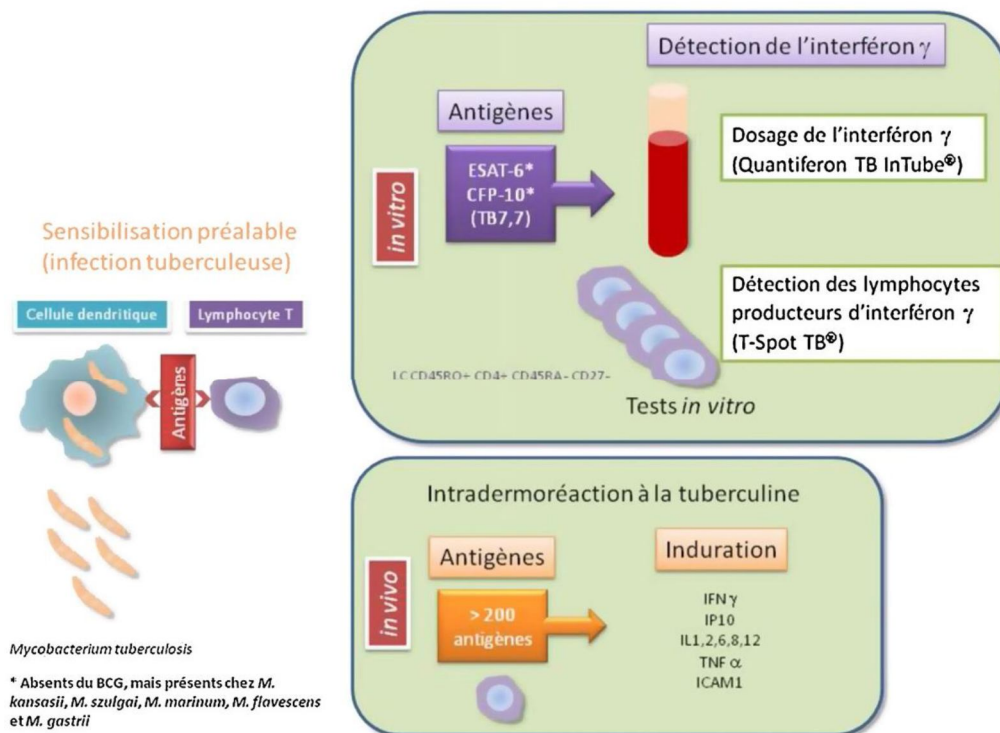 Sensibilisation préalable
(infection tuberculeuse)
Cellule dendritique
Lymphocyte T
Antigères
Mycobacterium tuberculosis
* Absents du BCG, mais présents chez M.
kansasii, M. szulgai, M. marinum, M. flavescens
et M. gastrii
Détection de l’interféron γ
Antigènes
in vitro
ESAT-6*
CFP-10*
(TB7,7)
Dosage de l’interféron γ
(Quantiferon TB InTube®)
Détection des lymphocytes
producteurs d’interféron γ
(T-Spot TB®)
LC CD45RO+ CD4+ CD45RA- CD27-
Tests in vitro
Intradermoréaction à la tuberculine
Antigènes
Induration
in vivo
> 200
antigènes
IFN γ
IP10
IL1,2,6,8,12
TNF α
ICAM1